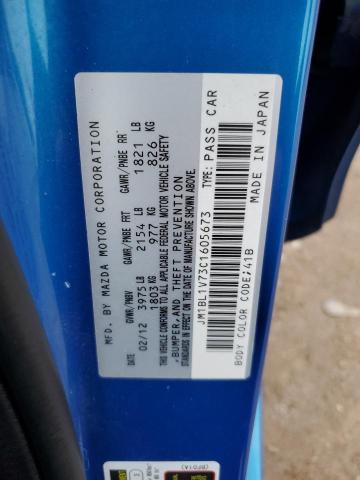 MFD. BY MAZDA MOTOR CORPORATION
GVWR/PNBV GAWR/PNBE FRT GAWR/PNBE RR
02/12 3975 LB 2154 LB 1821 LB
1803 KG 977 KG 826 KG
THIS VEHICLE CONFORMS TO ALL APPLICABLE FEDERAL MOTOR VEHICLE SAFETY
,BUMPER,AND THEFT PREVENTION
STANDARDS IN EFFECT ON THE DATE OF MANUFACTURE SHOWN ABOVE.
JM1BL1V73C1605673 TYPE: PASS CAR
BODY COLOR CODE;41B MADE IN JAPAN
(BFD1A)